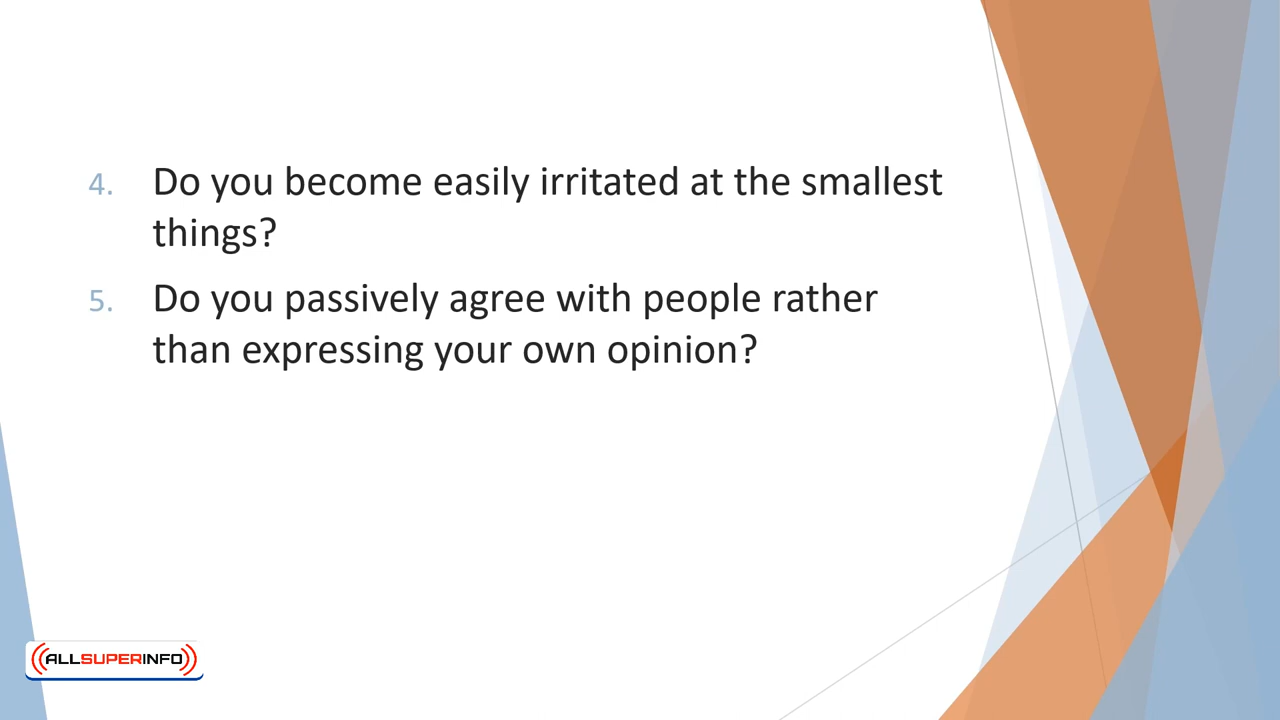 4. Do you become easily irritated at the smallest
things?
5. Do you passively agree with people rather
than expressing your own opinion?
ALLSUPERINFO